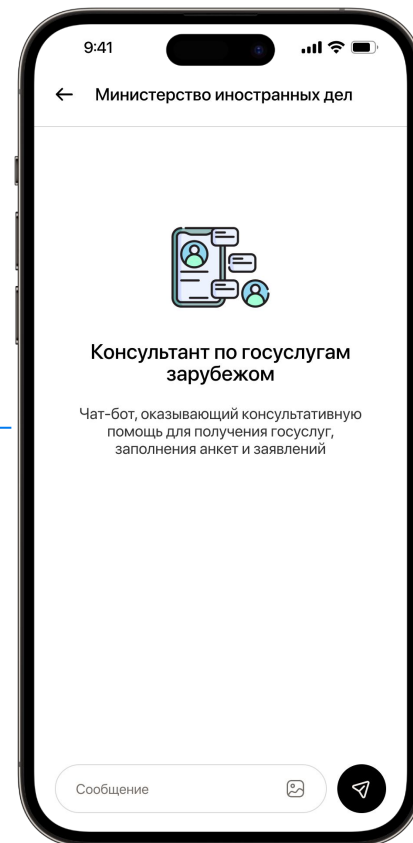 9:41
Министерство иностранных дел
Консультант по госуслугам
зарубежом
Чат-бот, оказывающий консультативную
помощь для получения госуслуг,
заполнения анкет и заявлений
Сообщение